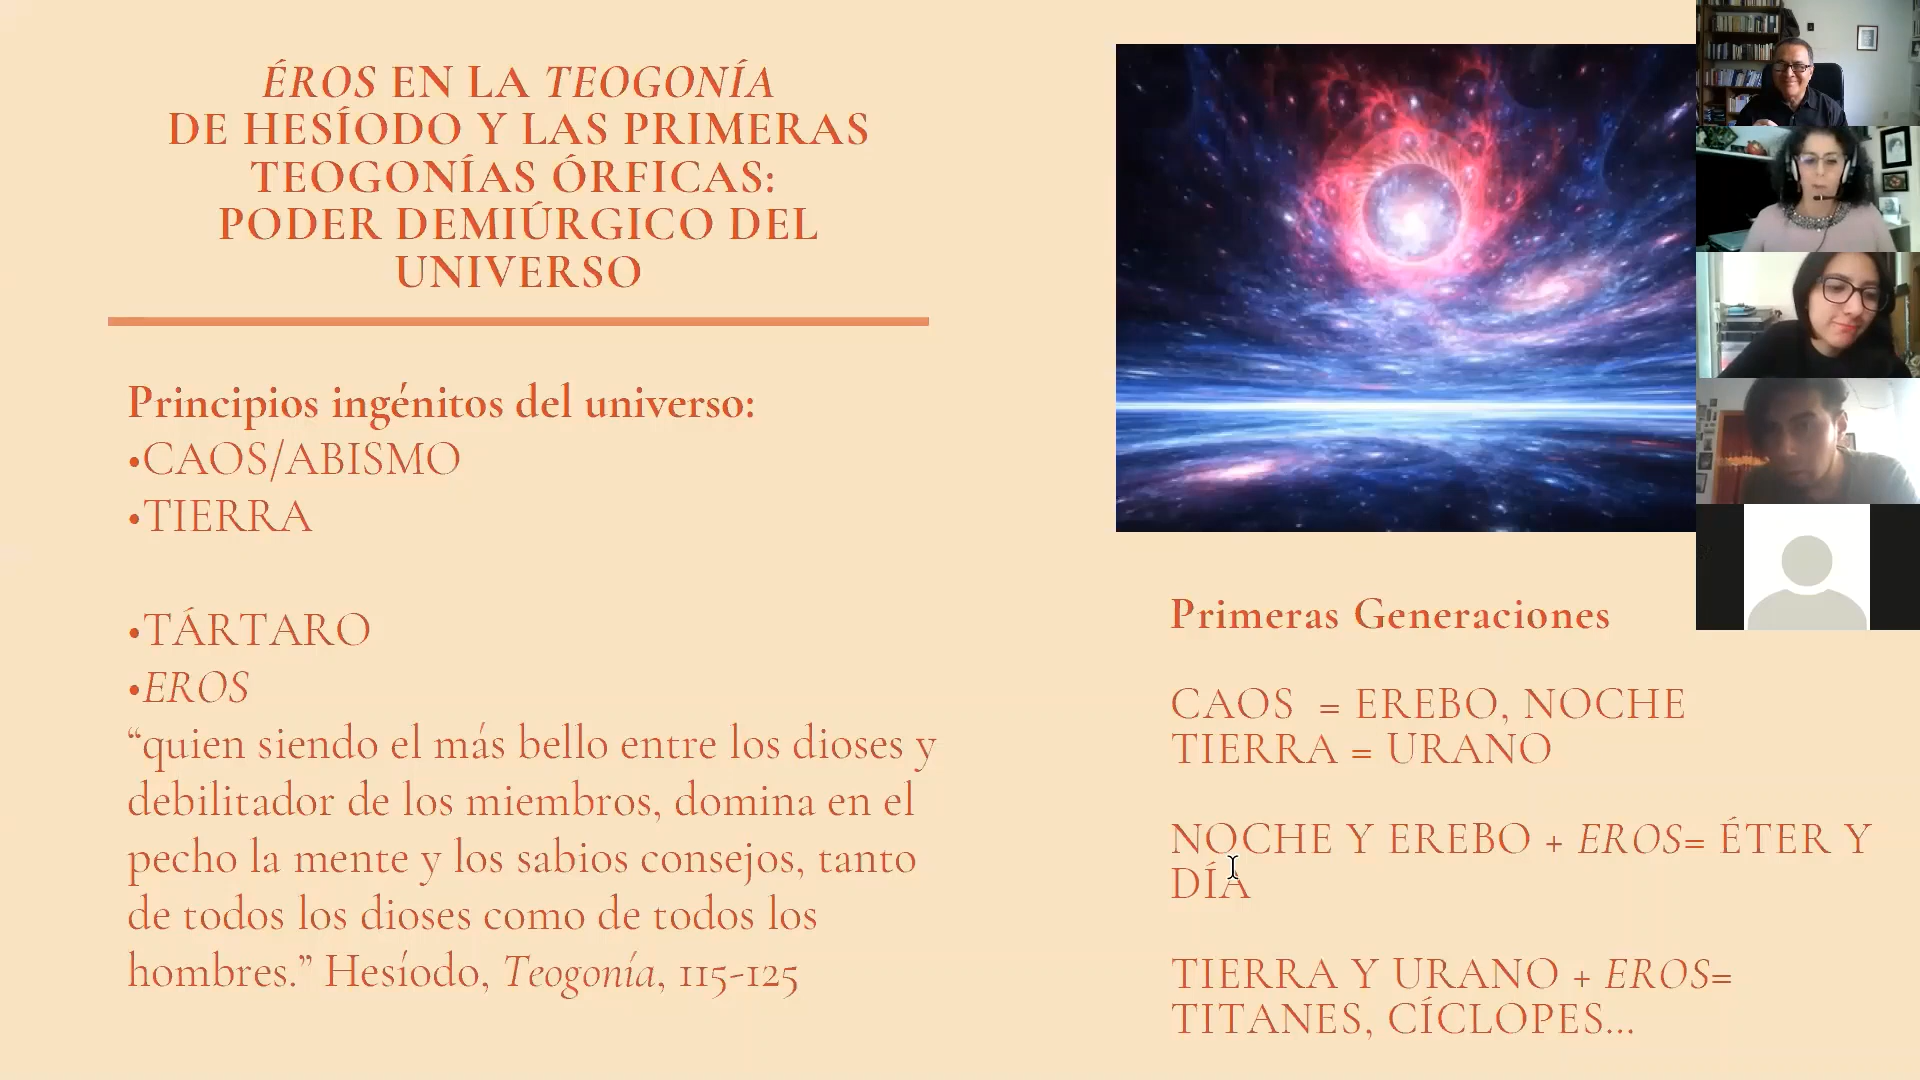 ÉROS EN LA TEOGONÍA
DE HESÍODO Y LAS PRIMERAS
TEOGONÍAS ÓRFICAS:
PODER DEMIÚRGICO DEL
UNIVERSO
Principios ingénitos del universo:
•CAOS/ABISMO
•TIERRA
•TÁRTARO
•EROS
“quien siendo el más bello entre los dioses y
debilitador de los miembros, domina en el
pecho la mente y los sabios consejos, tanto
de todos los dioses como de todos los
hombres.” Hesíodo, Teogonía, 115-125
Primeras Generaciones
CAOS = EREBO, NOCHE
TIERRA = URANO
NOCHE Y EREBO + EROS= ÉTER Y
DÍA
TIERRA Y URANO + EROS=
TITANES, CÍCLOPES...